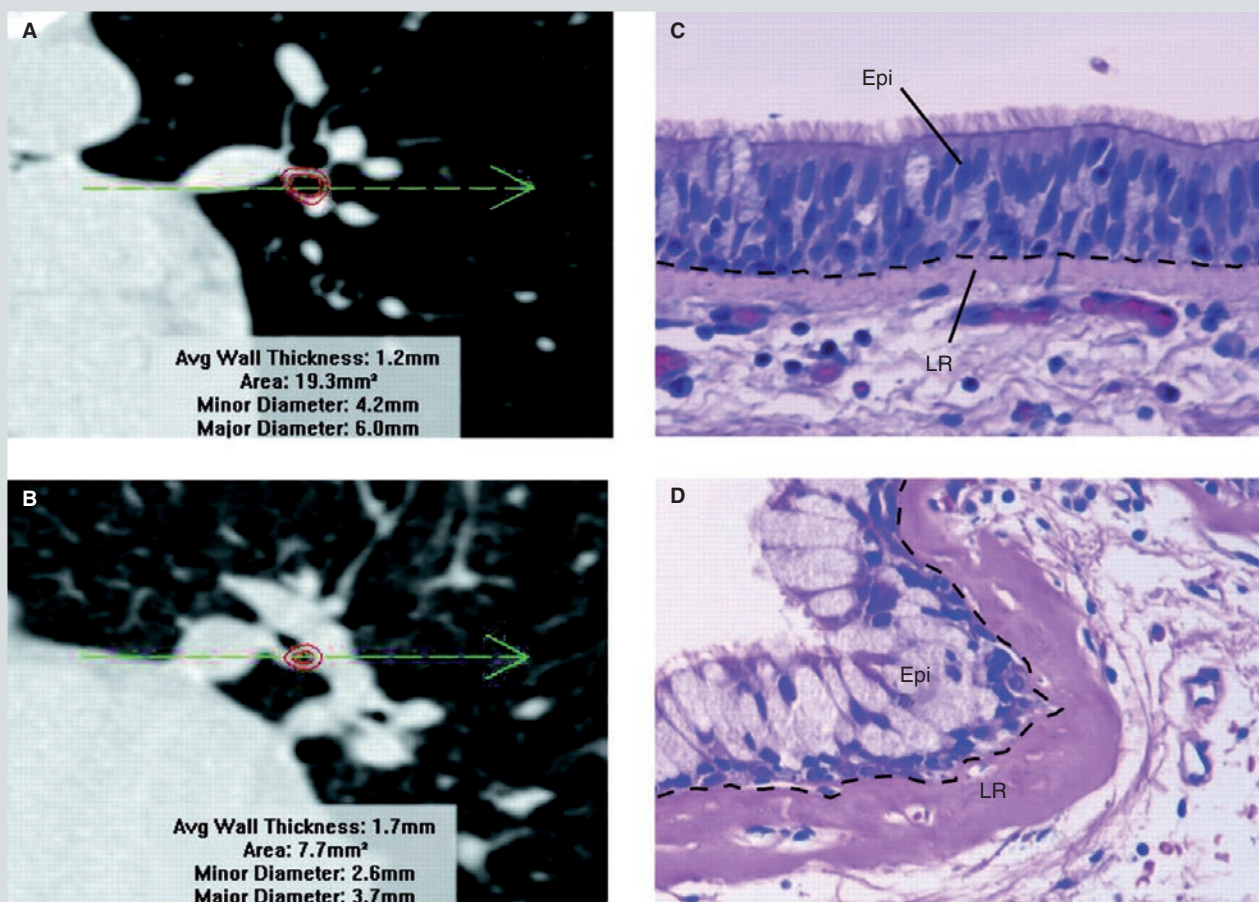 A
Avg Wall Thickness: 1.2mm
Area: 19.3mm²
Minor Diameter: 4.2mm
Major Diameter: 6.0mm
B
Avg Wall Thickness: 1.7mm
Area: 7.7mm²
Minor Diameter: 2.6mm
Major Diameter: 3.7mm
C
Epi
LR
D
Epi
LR